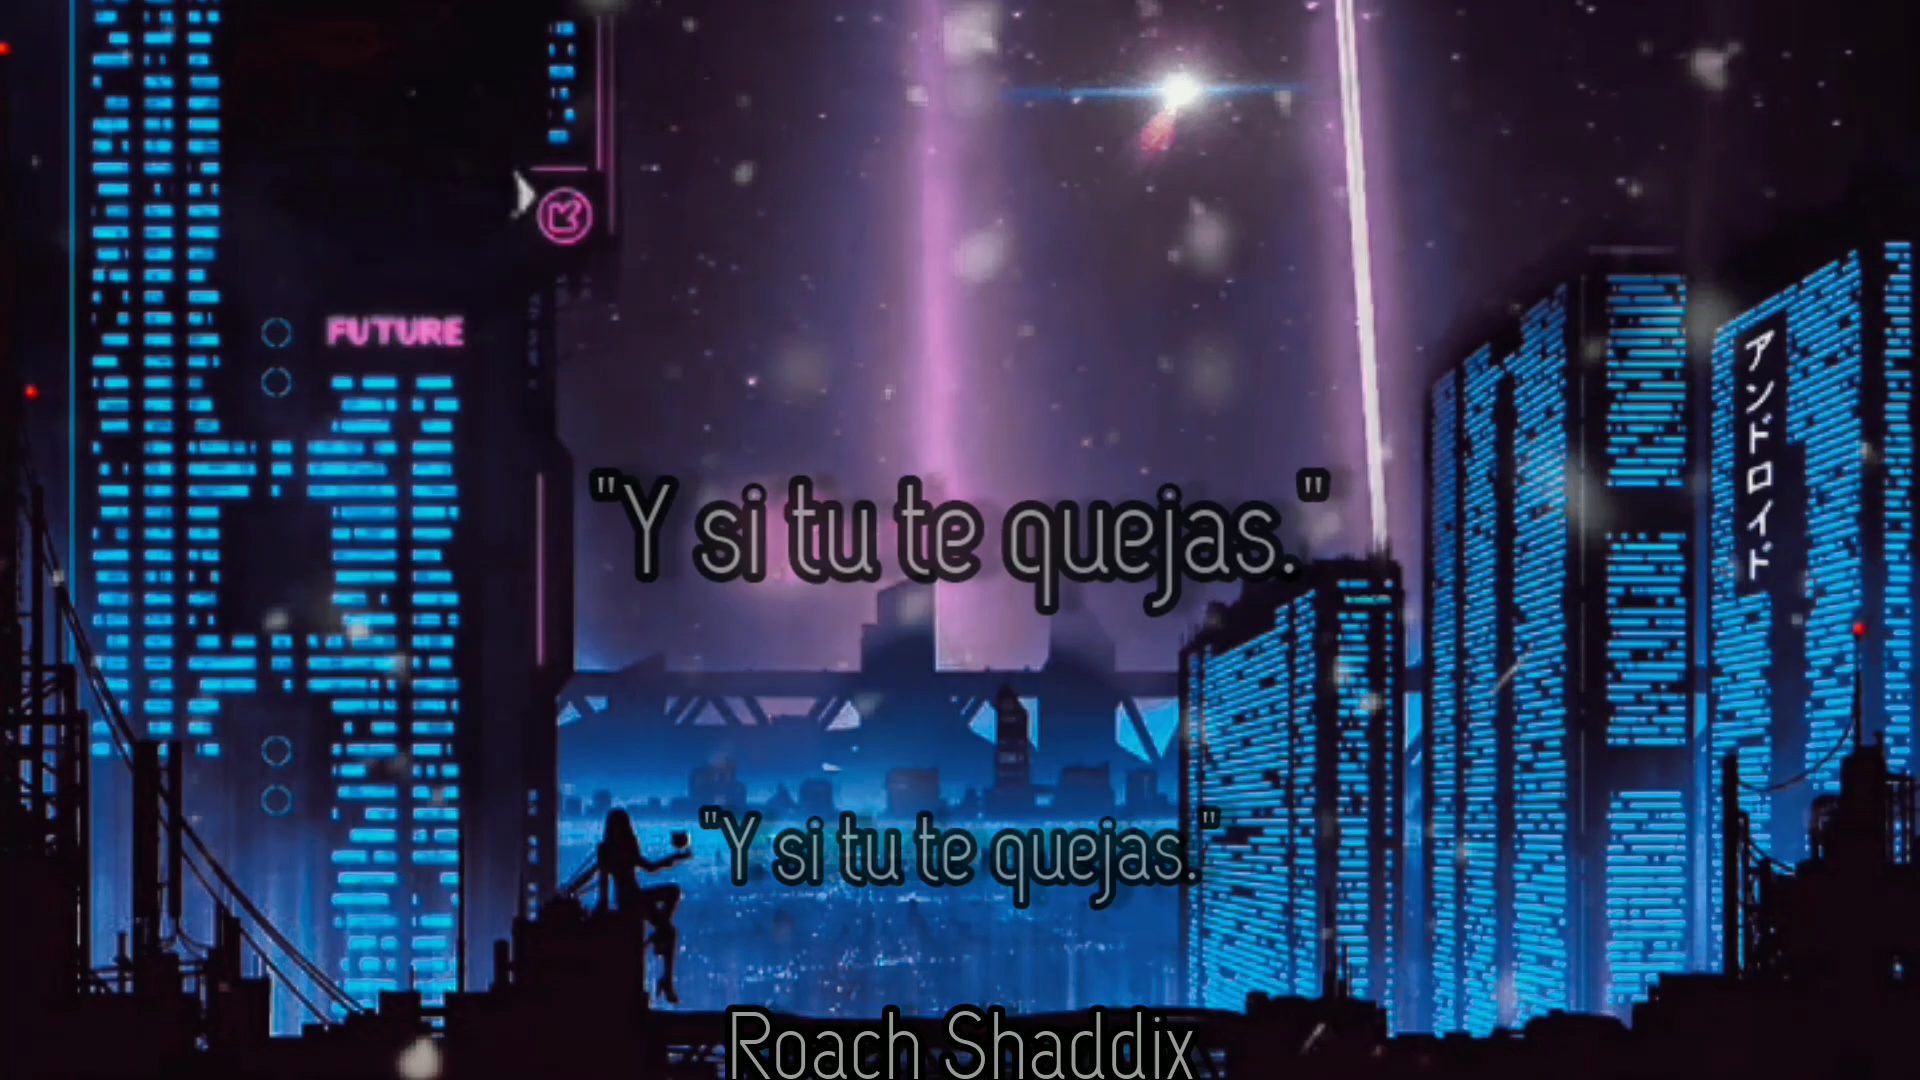 FUTURE
アンドロイド
"Y si tu te quejas."
"Y si tu te quejas."
Roach Shaddix